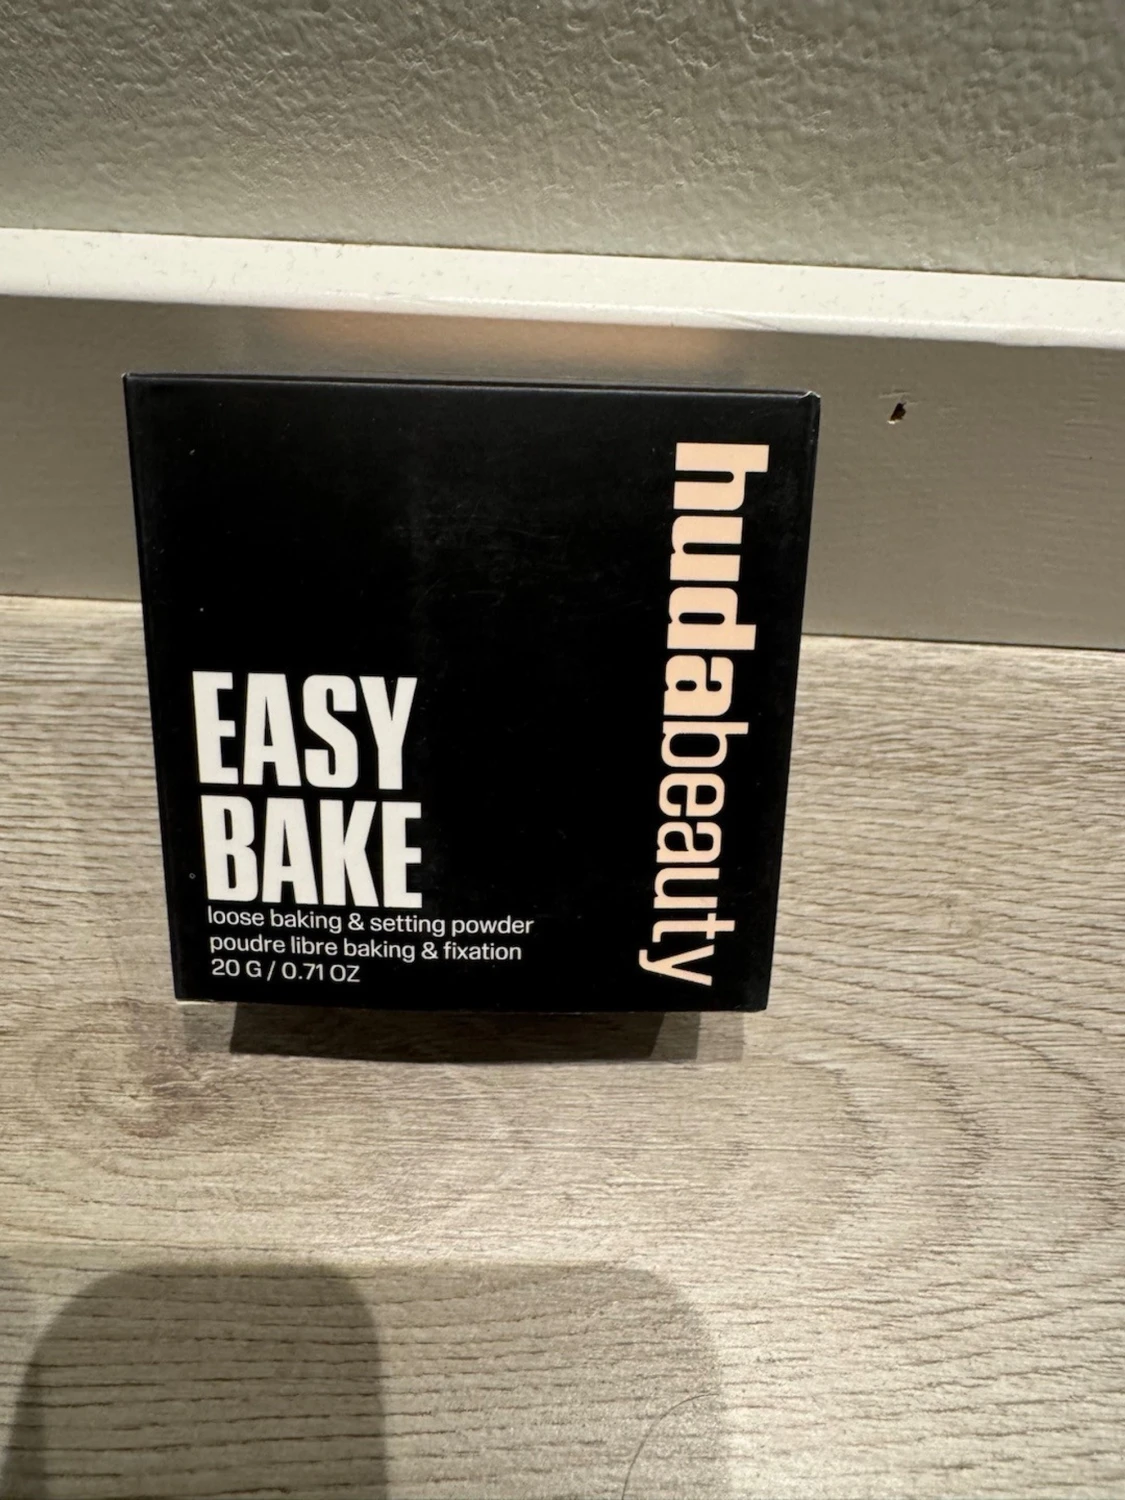 hudabeauty
EASY
BAKE
loose baking & setting powder
poudre libre baking & fixation
20 G / 0.71 OZ